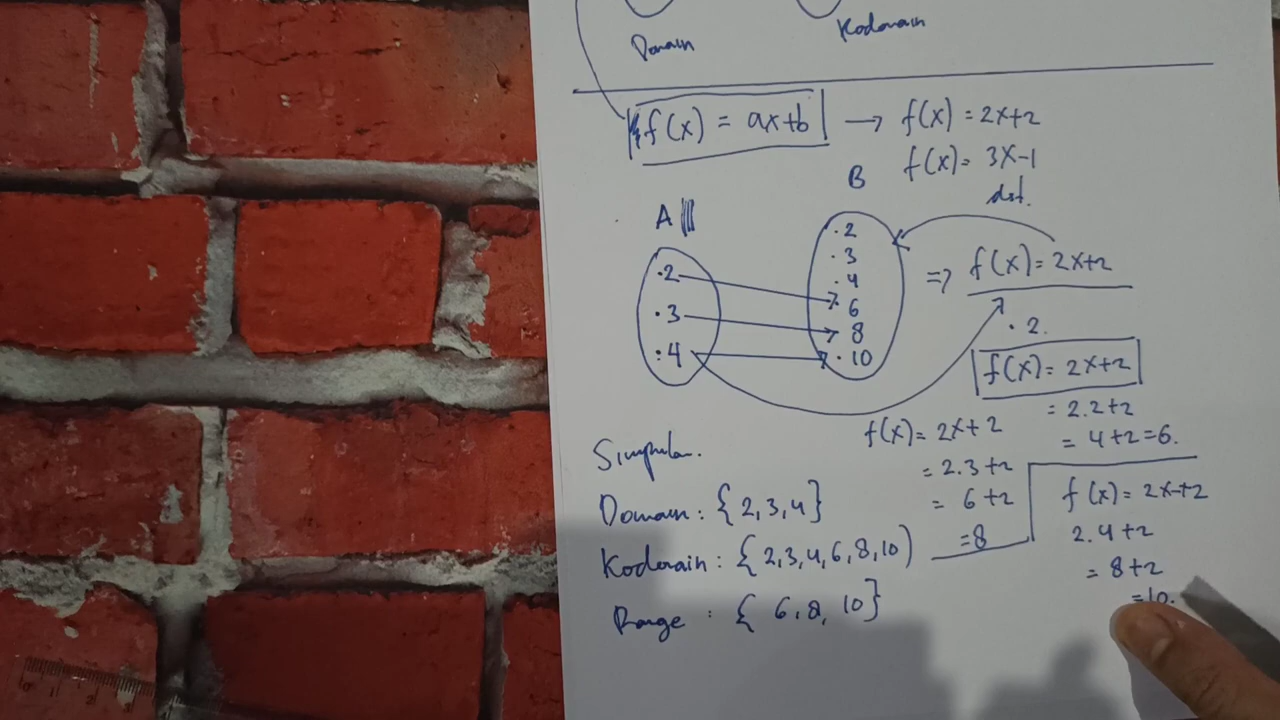 Domain
Kodomain
f(x) = ax+b → f(x) = 2x+2
f(x) = 3x-1
dst.
A
B
·2
·3
:4
·2
·3
·4
6
8
·10
⇒ f(x) = 2x+2
·2.
f(x) = 2x+2
= 2.2+2
= 4+2=6.
f(x) = 2x+2
= 2.3+2
= 6+2
=8
f(x) = 2x+2
2.4+2
= 8+2
=10.
Simpulan.
Domain : {2,3,4}
Kodomain : {2,3,4,6,8,10)
Range : {6,8,10}